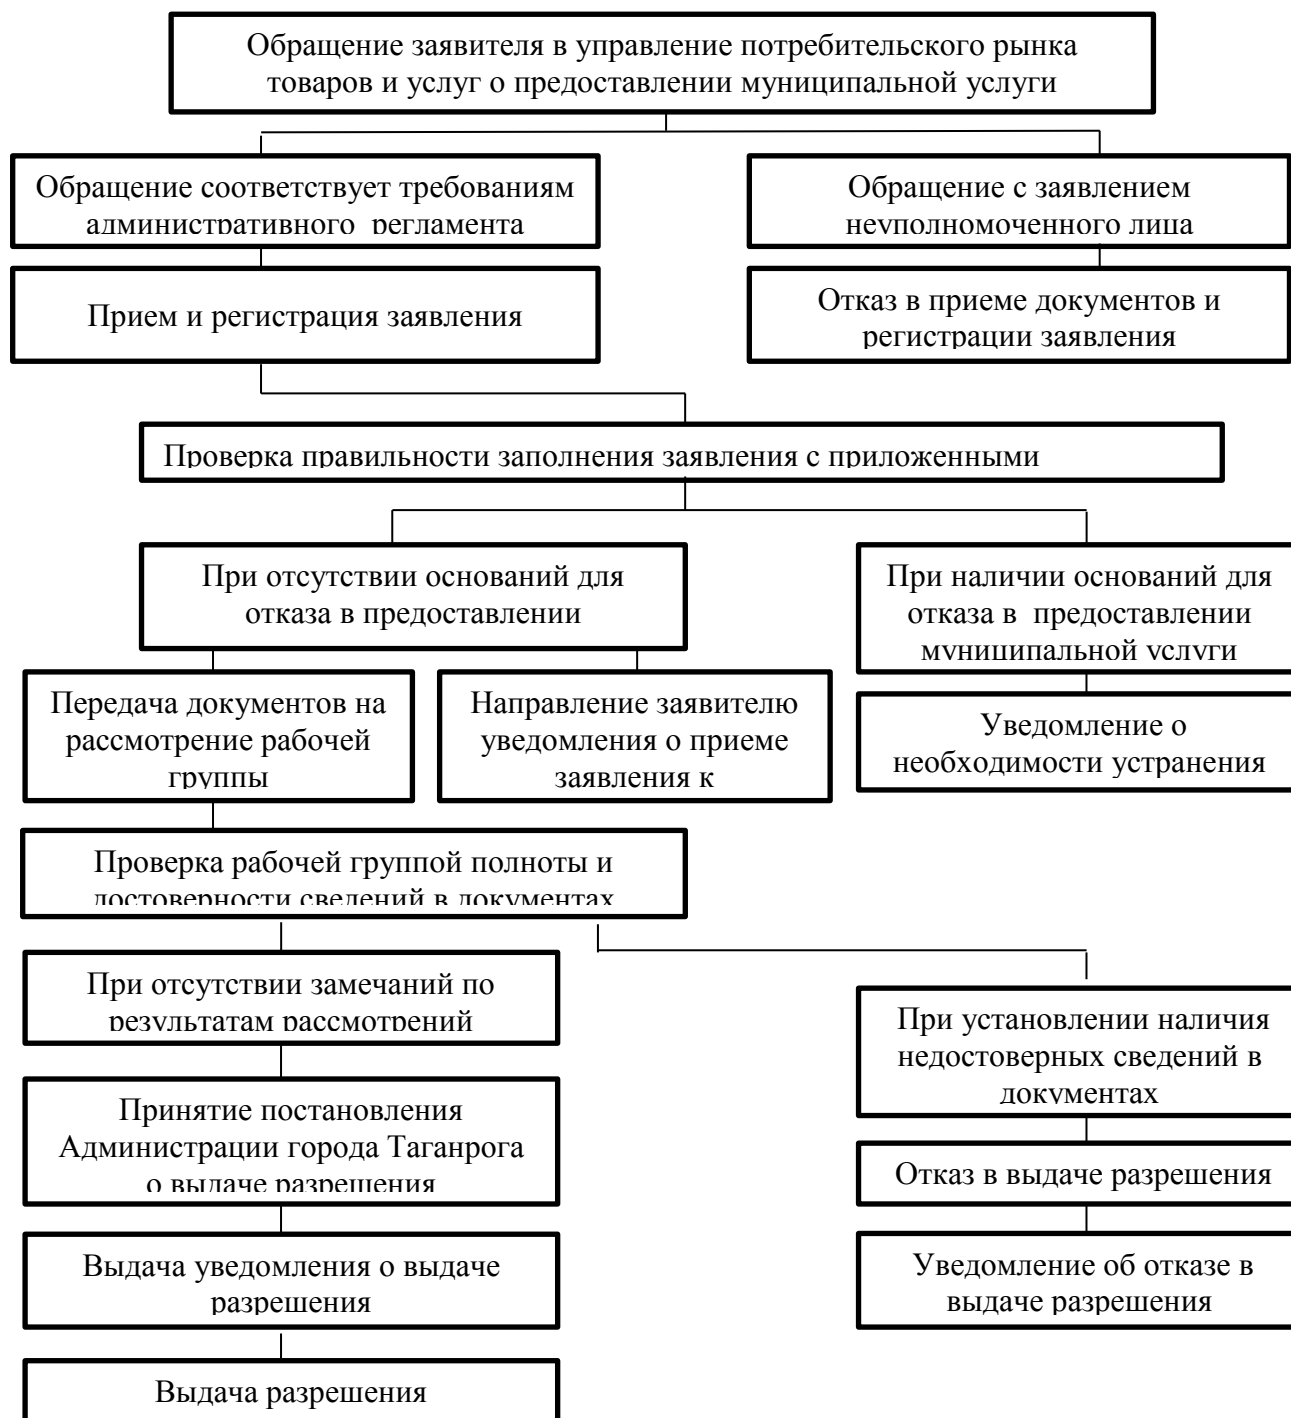 Обращение заявителя в управление потребительского рынка
товаров и услуг о предоставлении муниципальной услуги
Обращение соответствует требованиям
административного регламента
Обращение с заявлением
неуполномоченного лица
Прием и регистрация заявления
Отказ в приеме документов и
регистрации заявления
Проверка правильности заполнения заявления с приложенными
При отсутствии оснований для
отказа в предоставлении
При наличии оснований для
отказа в предоставлении
муниципальной услуги
Передача документов на
рассмотрение рабочей
группы
Направление заявителю
уведомления о приеме
заявления к
Уведомление о
необходимости устранения
Проверка рабочей группой полноты и
достоверности сведений в документах
При отсутствии замечаний по
результатам рассмотрений
При установлении наличия
недостоверных сведений в
документах
Принятие постановления
Администрации города Таганрога
о выдаче разрешения
Отказ в выдаче разрешения
Выдача уведомления о выдаче
разрешения
Уведомление об отказе в
выдаче разрешения
Выдача разрешения